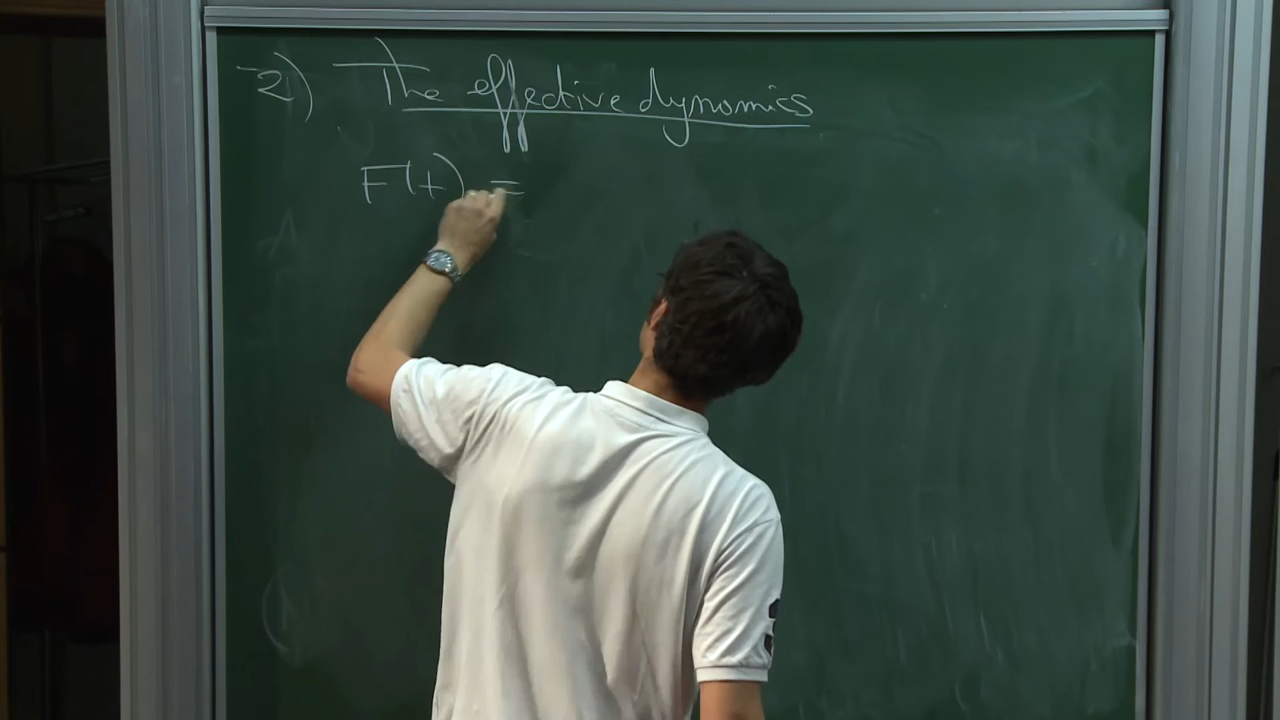 2) The effective dynamics
F(t) =